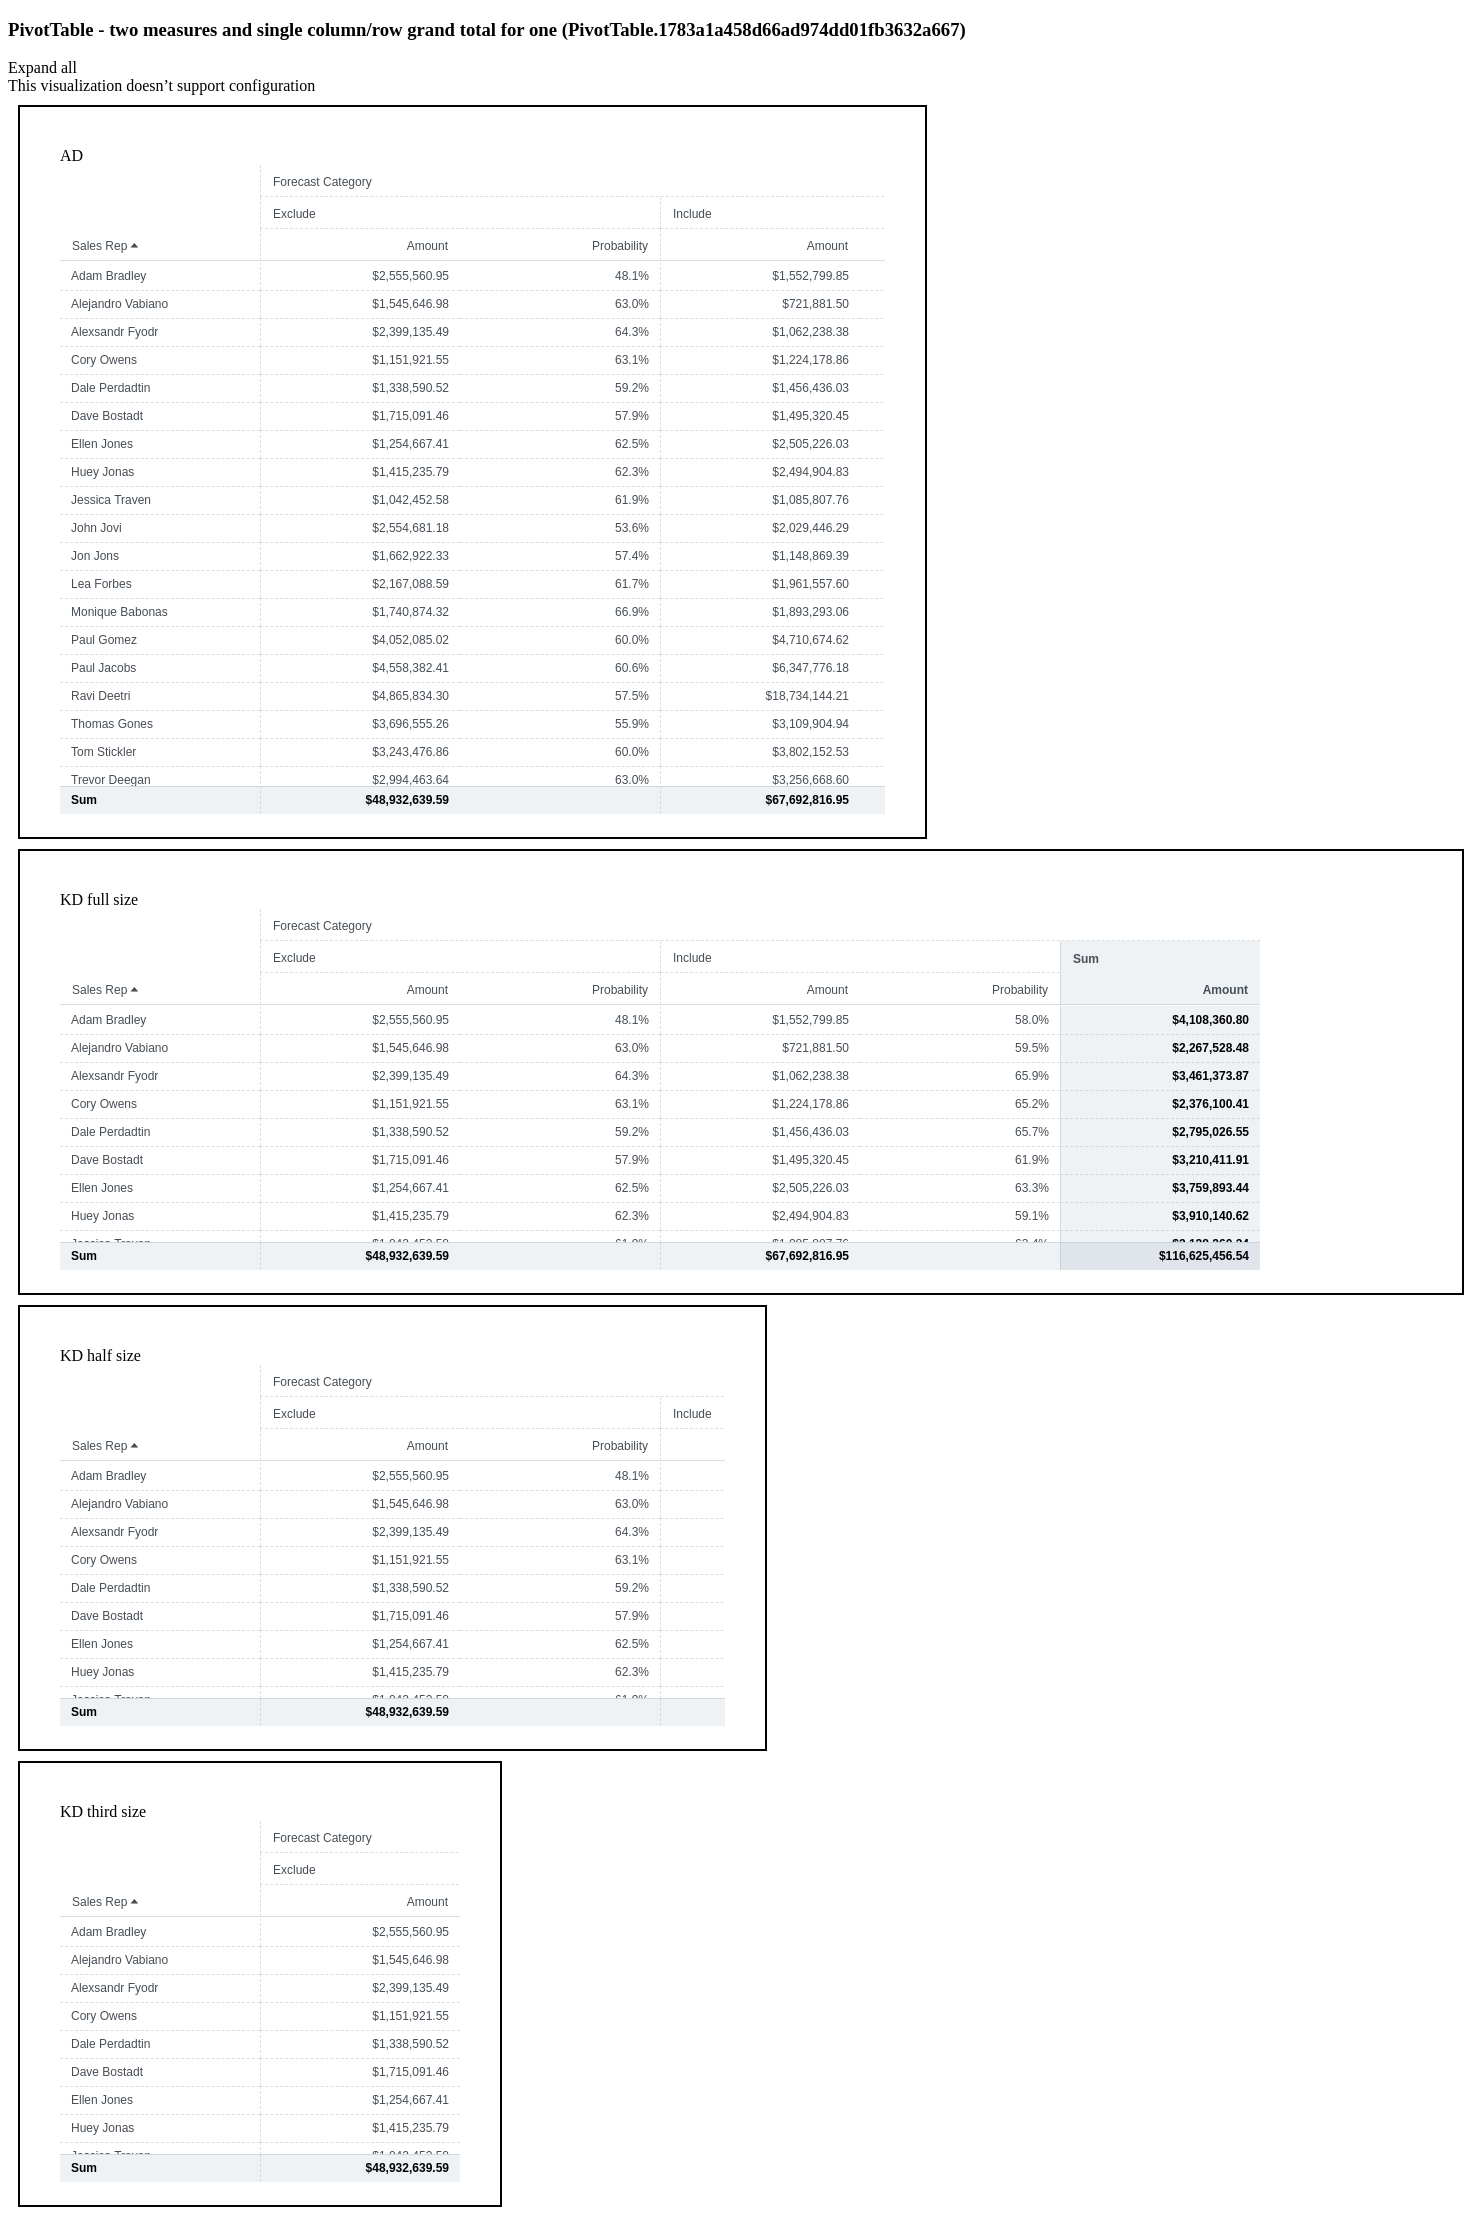 PivotTable - two measures and single column/row grand total for one (PivotTable.1783a1a458d66ad974dd01fb3632a667)
Expand all
This visualization doesn’t support configuration
AD
Forecast Category
Exclude Include
Sales Rep Amount Probability Amount
Adam Bradley $2,555,560.95 48.1% $1,552,799.85
Alejandro Vabiano $1,545,646.98 63.0% $721,881.50
Alexsandr Fyodr $2,399,135.49 64.3% $1,062,238.38
Cory Owens $1,151,921.55 63.1% $1,224,178.86
Dale Perdadtin $1,338,590.52 59.2% $1,456,436.03
Dave Bostadt $1,715,091.46 57.9% $1,495,320.45
Ellen Jones $1,254,667.41 62.5% $2,505,226.03
Huey Jonas $1,415,235.79 62.3% $2,494,904.83
Jessica Traven $1,042,452.58 61.9% $1,085,807.76
John Jovi $2,554,681.18 53.6% $2,029,446.29
Jon Jons $1,662,922.33 57.4% $1,148,869.39
Lea Forbes $2,167,088.59 61.7% $1,961,557.60
Monique Babonas $1,740,874.32 66.9% $1,893,293.06
Paul Gomez $4,052,085.02 60.0% $4,710,674.62
Paul Jacobs $4,558,382.41 60.6% $6,347,776.18
Ravi Deetri $4,865,834.30 57.5% $18,734,144.21
Thomas Gones $3,696,555.26 55.9% $3,109,904.94
Tom Stickler $3,243,476.86 60.0% $3,802,152.53
Trevor Deegan $2,994,463.64 63.0% $3,256,668.60
Sum $48,932,639.59 $67,692,816.95
KD full size
Forecast Category
Exclude Include Sum
Sales Rep Amount Probability Amount Probability Amount
Adam Bradley $2,555,560.95 48.1% $1,552,799.85 58.0% $4,108,360.80
Alejandro Vabiano $1,545,646.98 63.0% $721,881.50 59.5% $2,267,528.48
Alexsandr Fyodr $2,399,135.49 64.3% $1,062,238.38 65.9% $3,461,373.87
Cory Owens $1,151,921.55 63.1% $1,224,178.86 65.2% $2,376,100.41
Dale Perdadtin $1,338,590.52 59.2% $1,456,436.03 65.7% $2,795,026.55
Dave Bostadt $1,715,091.46 57.9% $1,495,320.45 61.9% $3,210,411.91
Ellen Jones $1,254,667.41 62.5% $2,505,226.03 63.3% $3,759,893.44
Huey Jonas $1,415,235.79 62.3% $2,494,904.83 59.1% $3,910,140.62
Sum $48,932,639.59 $67,692,816.95 $116,625,456.54
KD half size
Forecast Category
Exclude Include
Sales Rep Amount Probability
Adam Bradley $2,555,560.95 48.1%
Alejandro Vabiano $1,545,646.98 63.0%
Alexsandr Fyodr $2,399,135.49 64.3%
Cory Owens $1,151,921.55 63.1%
Dale Perdadtin $1,338,590.52 59.2%
Dave Bostadt $1,715,091.46 57.9%
Ellen Jones $1,254,667.41 62.5%
Huey Jonas $1,415,235.79 62.3%
Sum $48,932,639.59
KD third size
Forecast Category
Exclude
Sales Rep Amount
Adam Bradley $2,555,560.95
Alejandro Vabiano $1,545,646.98
Alexsandr Fyodr $2,399,135.49
Cory Owens $1,151,921.55
Dale Perdadtin $1,338,590.52
Dave Bostadt $1,715,091.46
Ellen Jones $1,254,667.41
Huey Jonas $1,415,235.79
Sum $48,932,639.59